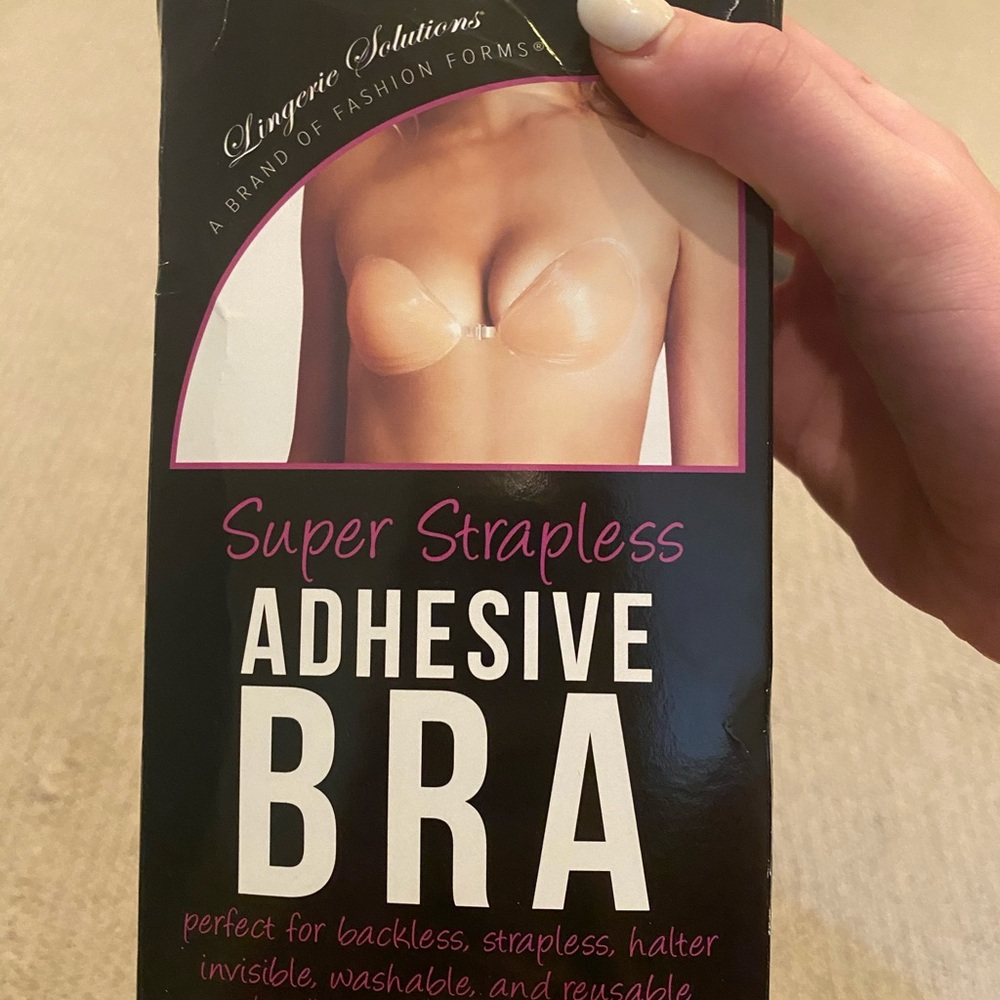 Lingerie Solutions
A BRAND OF FASHION FORMS®
Super Strapless
ADHESIVE
BRA
perfect for backless, strapless, halter
invisible, washable, and reusable